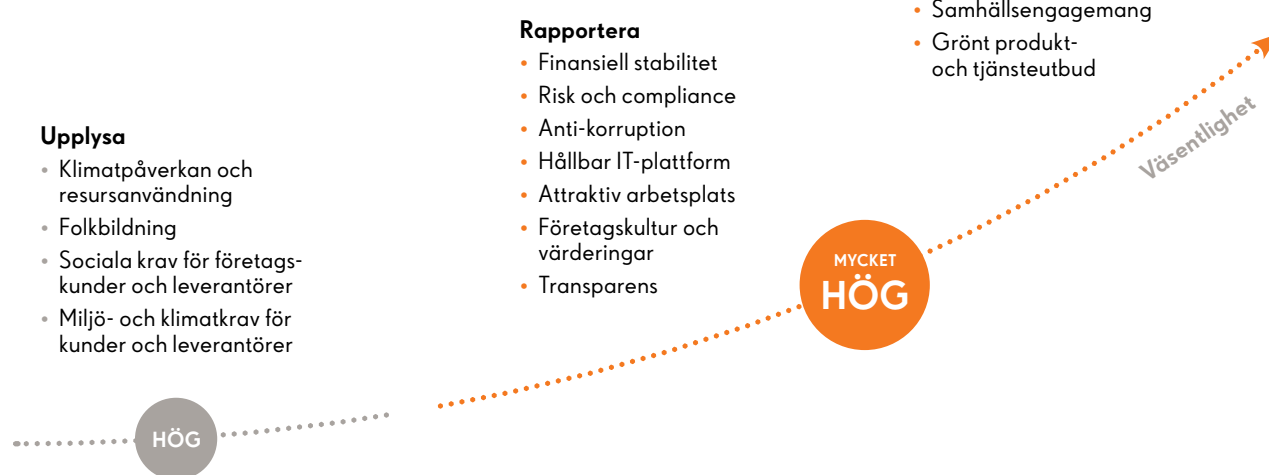 Upplysa
• Klimatpåverkan och
resursanvändning
• Folkbildning
• Sociala krav för företags-
kunder och leverantörer
• Miljö- och klimatkrav för
kunder och leverantörer
HÖG
Rapportera
• Finansiell stabilitet
• Risk och compliance
• Anti-korruption
• Hållbar IT-plattform
• Attraktiv arbetsplats
• Företagskultur och
värderingar
• Transparens
MYCKET
HÖG
• Samhällsengagemang
• Grönt produkt-
och tjänsteutbud
Väsentlighet